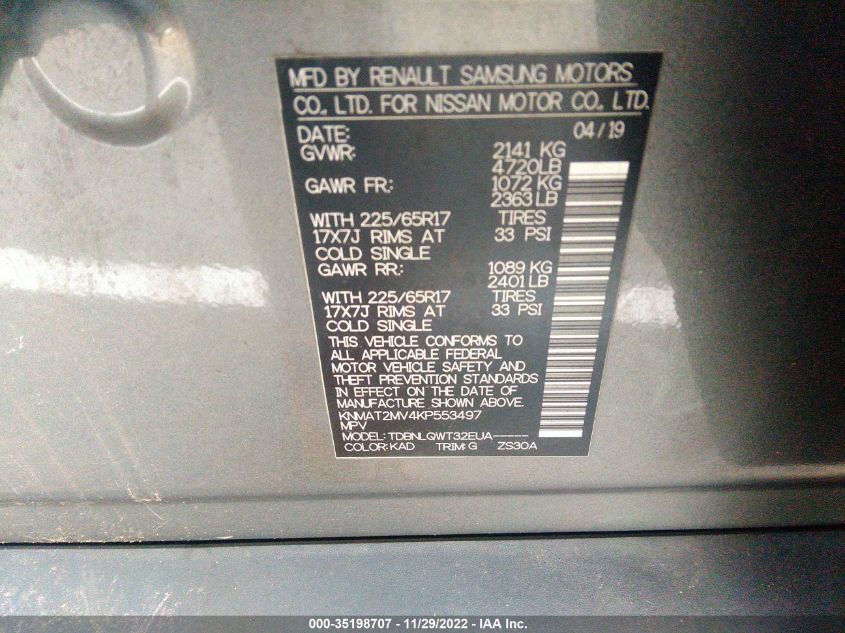 MFD BY RENAULT SAMSUNG MOTORS
CO., LTD. FOR NISSAN MOTOR CO., LTD.
DATE: 04/19
GVWR: 2141 KG
4720LB
GAWR FR: 1072 KG
2363LB
WITH 225/65R17 TIRES
17X7J RIMS AT 33 PSI
COLD SINGLE
GAWR RR: 1089 KG
2401LB
WITH 225/65R17 TIRES
17X7J RIMS AT 33 PSI
COLD SINGLE
THIS VEHICLE CONFORMS TO
ALL APPLICABLE FEDERAL
MOTOR VEHICLE SAFETY AND
THEFT PREVENTION STANDARDS
IN EFFECT ON THE DATE OF
MANUFACTURE SHOWN ABOVE.
KNMAT2MV4KP553497
MPV
MODEL: TDBNLQWT32EUA-----
COLOR: KAD TRIM: G ZS30A
000-35198707 - 11/29/2022 - IAA Inc.